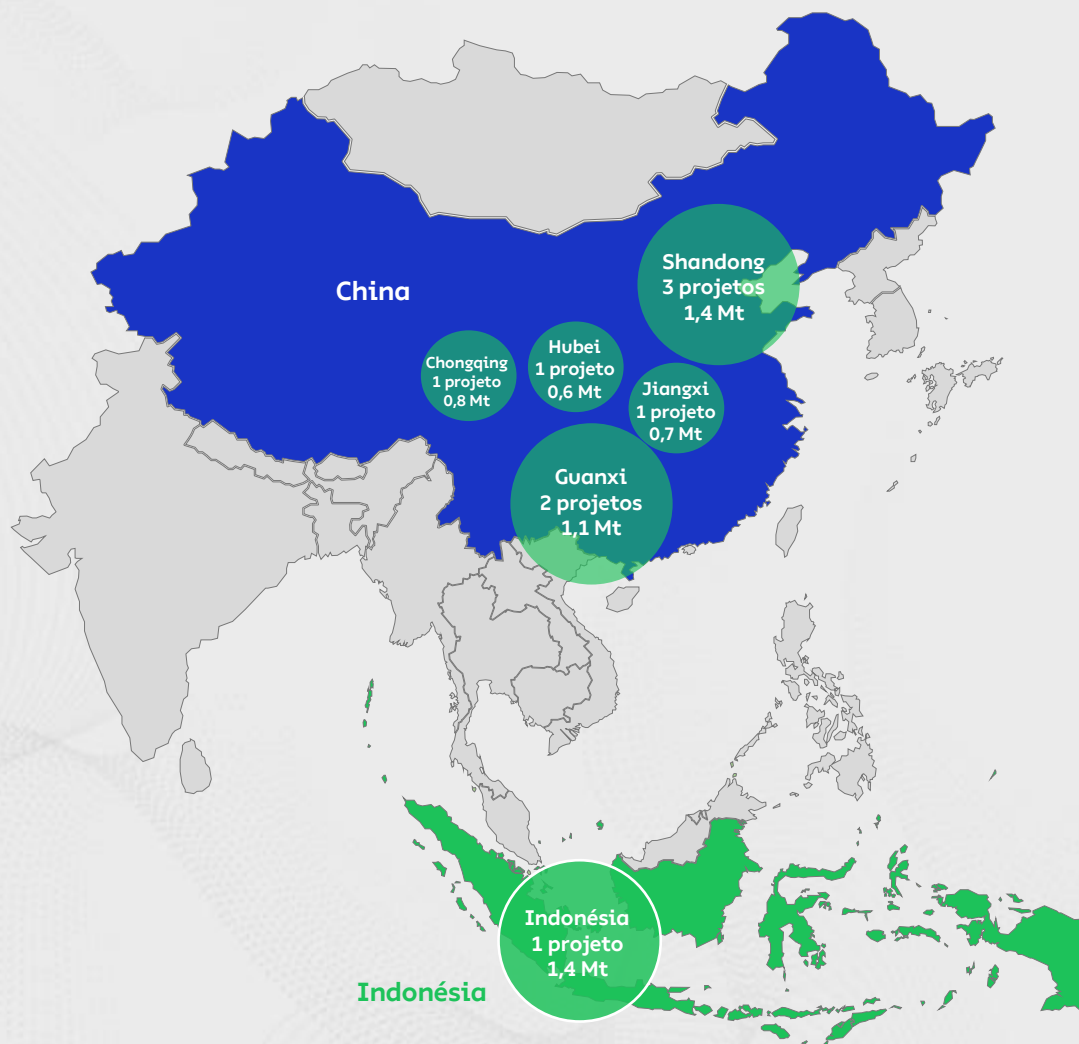 China
Shandong
3 projetos
1,4 Mt
Chongqing
1 projeto
0,8 Mt
Hubei
1 projeto
0,6 Mt
Jiangxi
1 projeto
0,7 Mt
Guanxi
2 projetos
1,1 Mt
Indonésia
1 projeto
1,4 Mt
Indonésia